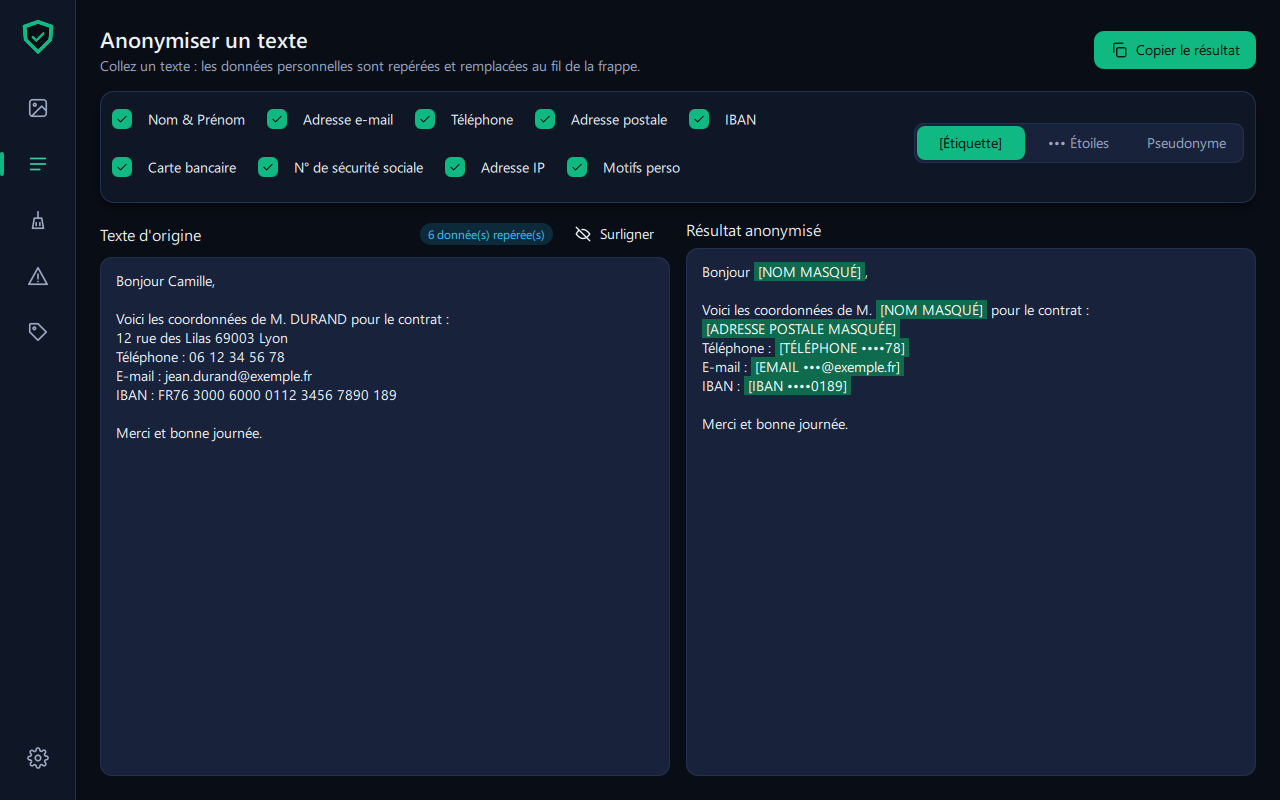 Anonymiser un texte
Collez un texte : les données personnelles sont repérées et remplacées au fil de la frappe.
Copier le résultat
Nom & Prénom
Adresse e-mail
Téléphone
Adresse postale
IBAN
Carte bancaire
N° de sécurité sociale
Adresse IP
Motifs perso
[Étiquette]
••• Étoiles
Pseudonyme
Texte d'origine
6 donnée(s) repérée(s)
Surligner
Bonjour Camille,
Voici les coordonnées de M. DURAND pour le contrat :
12 rue des Lilas 69003 Lyon
Téléphone : 06 12 34 56 78
E-mail : jean.durand@exemple.fr
IBAN : FR76 3000 6000 0112 3456 7890 189
Merci et bonne journée.
Résultat anonymisé
Bonjour [NOM MASQUÉ],
Voici les coordonnées de M. [NOM MASQUÉ] pour le contrat :
[ADRESSE POSTALE MASQUÉE]
Téléphone : [TÉLÉPHONE ••••78]
E-mail : [EMAIL •••@exemple.fr]
IBAN : [IBAN ••••0189]
Merci et bonne journée.